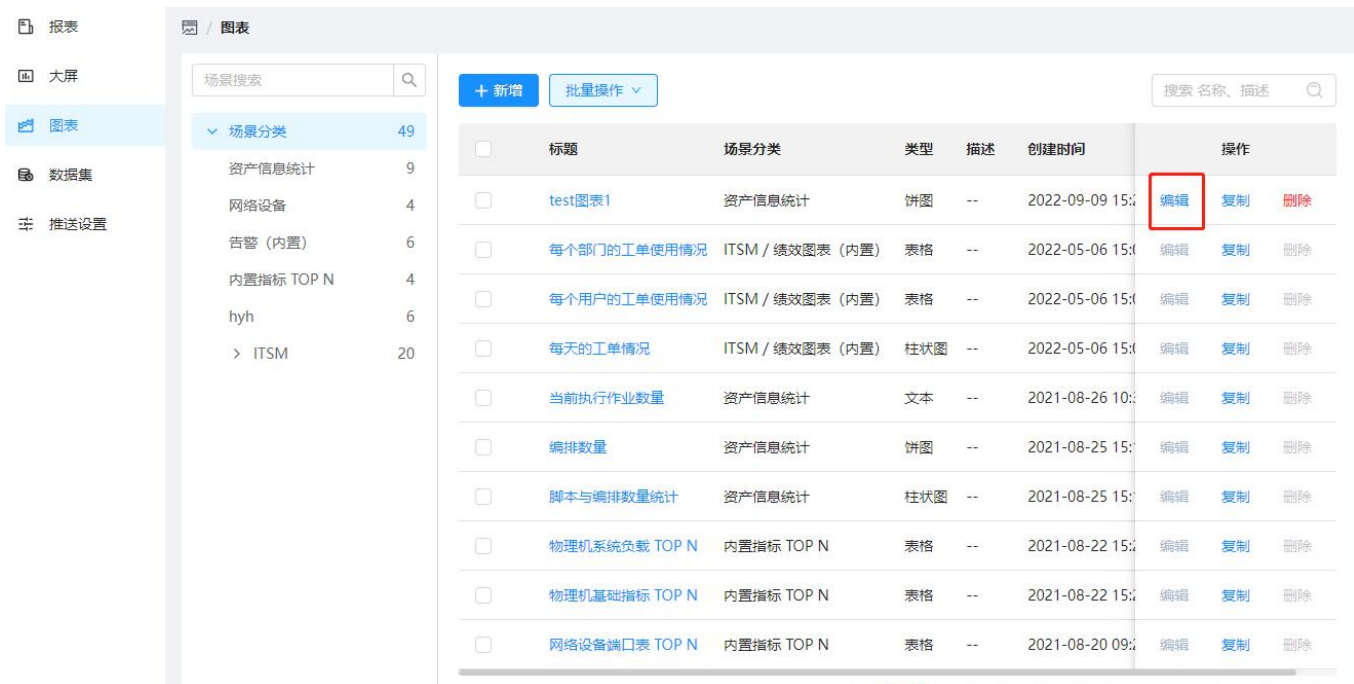 报表
大屏
图表
数据集
推送设置
/ 图表
场景搜索
场景分类 49
资产信息统计 9
网络设备 4
告警（内置） 6
内置指标 TOP N 4
hyh 6
ITSM 20
新增 批量操作 搜索 名称、描述
标题 场景分类 类型 描述 创建时间 操作
test图表1 资产信息统计 饼图 -- 2022-09-09 15: 编辑 复制 删除
每个部门的工单使用情况 ITSM / 绩效图表（内置） 表格 -- 2022-05-06 15: 编辑 复制 删除
每个用户的工单使用情况 ITSM / 绩效图表（内置） 表格 -- 2022-05-06 15: 编辑 复制 删除
每天的工单情况 ITSM / 绩效图表（内置） 柱状图 -- 2022-05-06 15: 编辑 复制 删除
当前执行作业数量 资产信息统计 文本 -- 2021-08-26 10: 编辑 复制 删除
编排数量 资产信息统计 饼图 -- 2021-08-25 15: 编辑 复制 删除
脚本与编排数量统计 资产信息统计 柱状图 -- 2021-08-25 15: 编辑 复制 删除
物理机系统负载 TOP N 内置指标 TOP N 表格 -- 2021-08-22 15: 编辑 复制 删除
物理机基础指标 TOP N 内置指标 TOP N 表格 -- 2021-08-22 15: 编辑 复制 删除
网络设备端口表 TOP N 内置指标 TOP N 表格 -- 2021-08-20 09: 编辑 复制 删除